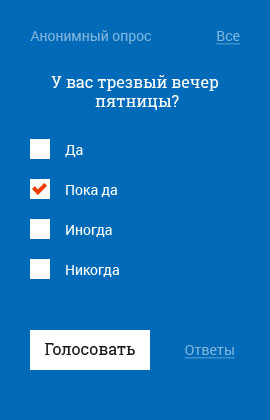 Анонимный опрос Все
У вас трезвый вечер
пятницы?
Да
Пока да
Иногда
Никогда
Голосовать Ответы